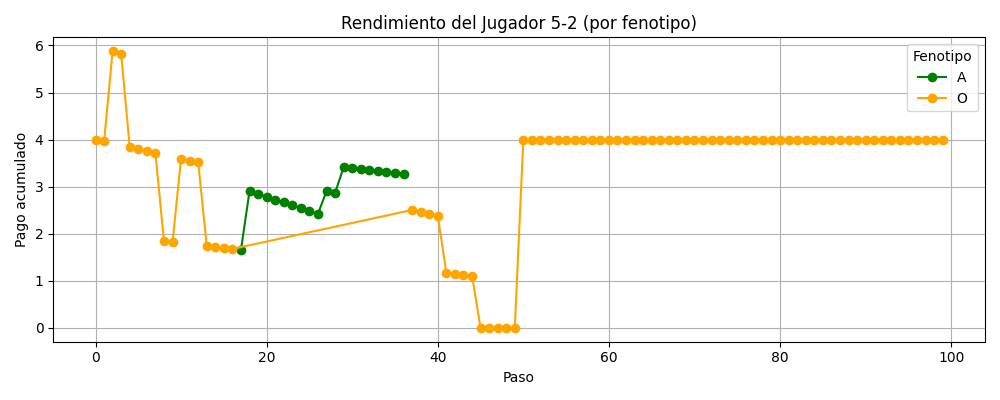 Rendimiento del Jugador 5-2 (por fenotipo)
Pago acumulado
6
5
4
3
2
1
0
Fenotipo
A
O
0 20 40 60 80 100
Paso